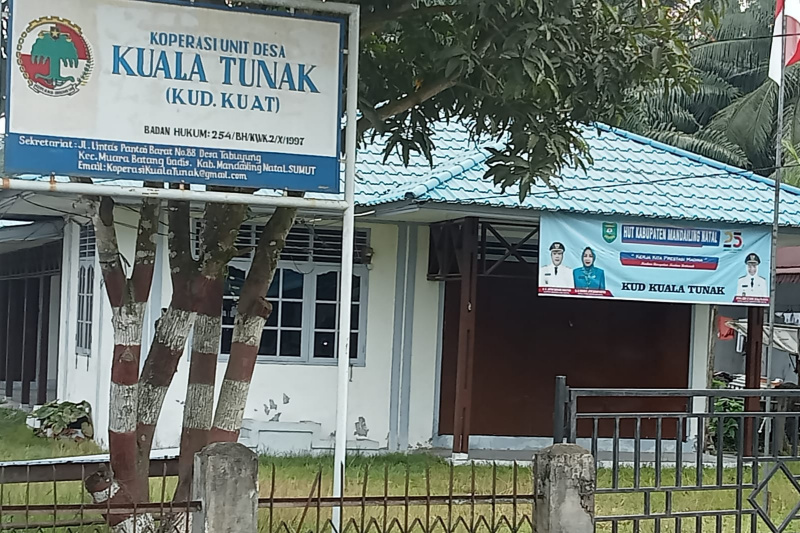 KOPERASI UNIT DESA
KUALA TUNAK
(KUD. KUAT)
BADAN HUKUM: 254/BH/KWK.2/X/1997
Sekretariat : Jl. Lintas Pantai Barat No.88 Desa Tabuyung
Kec. Muara Batang Gadis. Kab. Mandailing Natal. SUMUT
Email: KoperasiKualaTunak@gmail.com
HUT KABUPATEN MANDAILING NATAL
25
KUD KUALA TUNAK